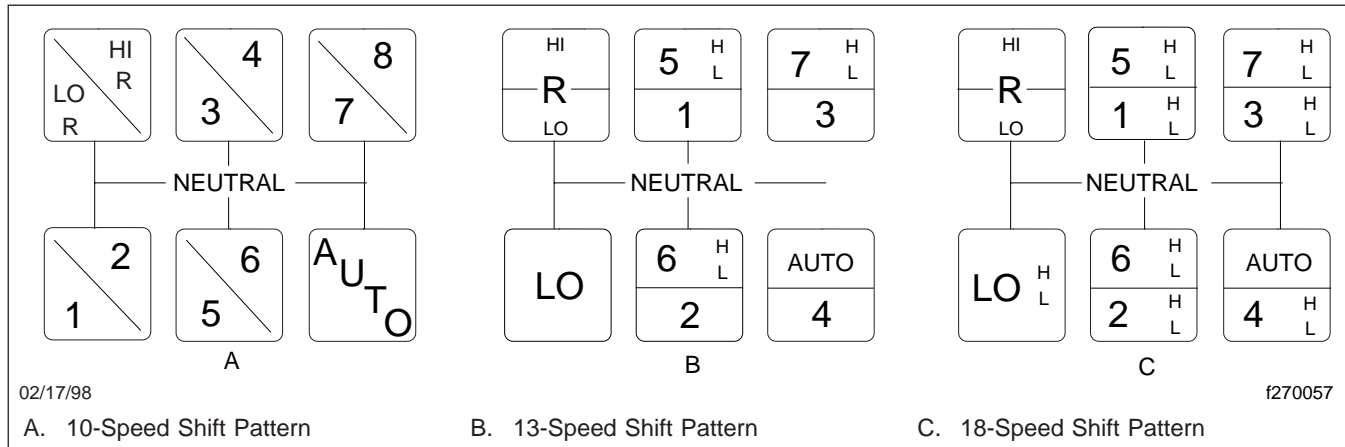 HI
R
LO
R
4
3
8
7
NEUTRAL
2
1
6
5
AUTO
A
HI
R
LO
5 H
L
1
7 H
L
3
NEUTRAL
LO
6 H
L
2
AUTO
4
B
HI
R
LO
5 H
L
1 H
L
7 H
L
3 H
L
NEUTRAL
LO H
L
6 H
L
2 H
L
AUTO
4 H
L
C
02/17/98
f270057
A. 10-Speed Shift Pattern
B. 13-Speed Shift Pattern
C. 18-Speed Shift Pattern